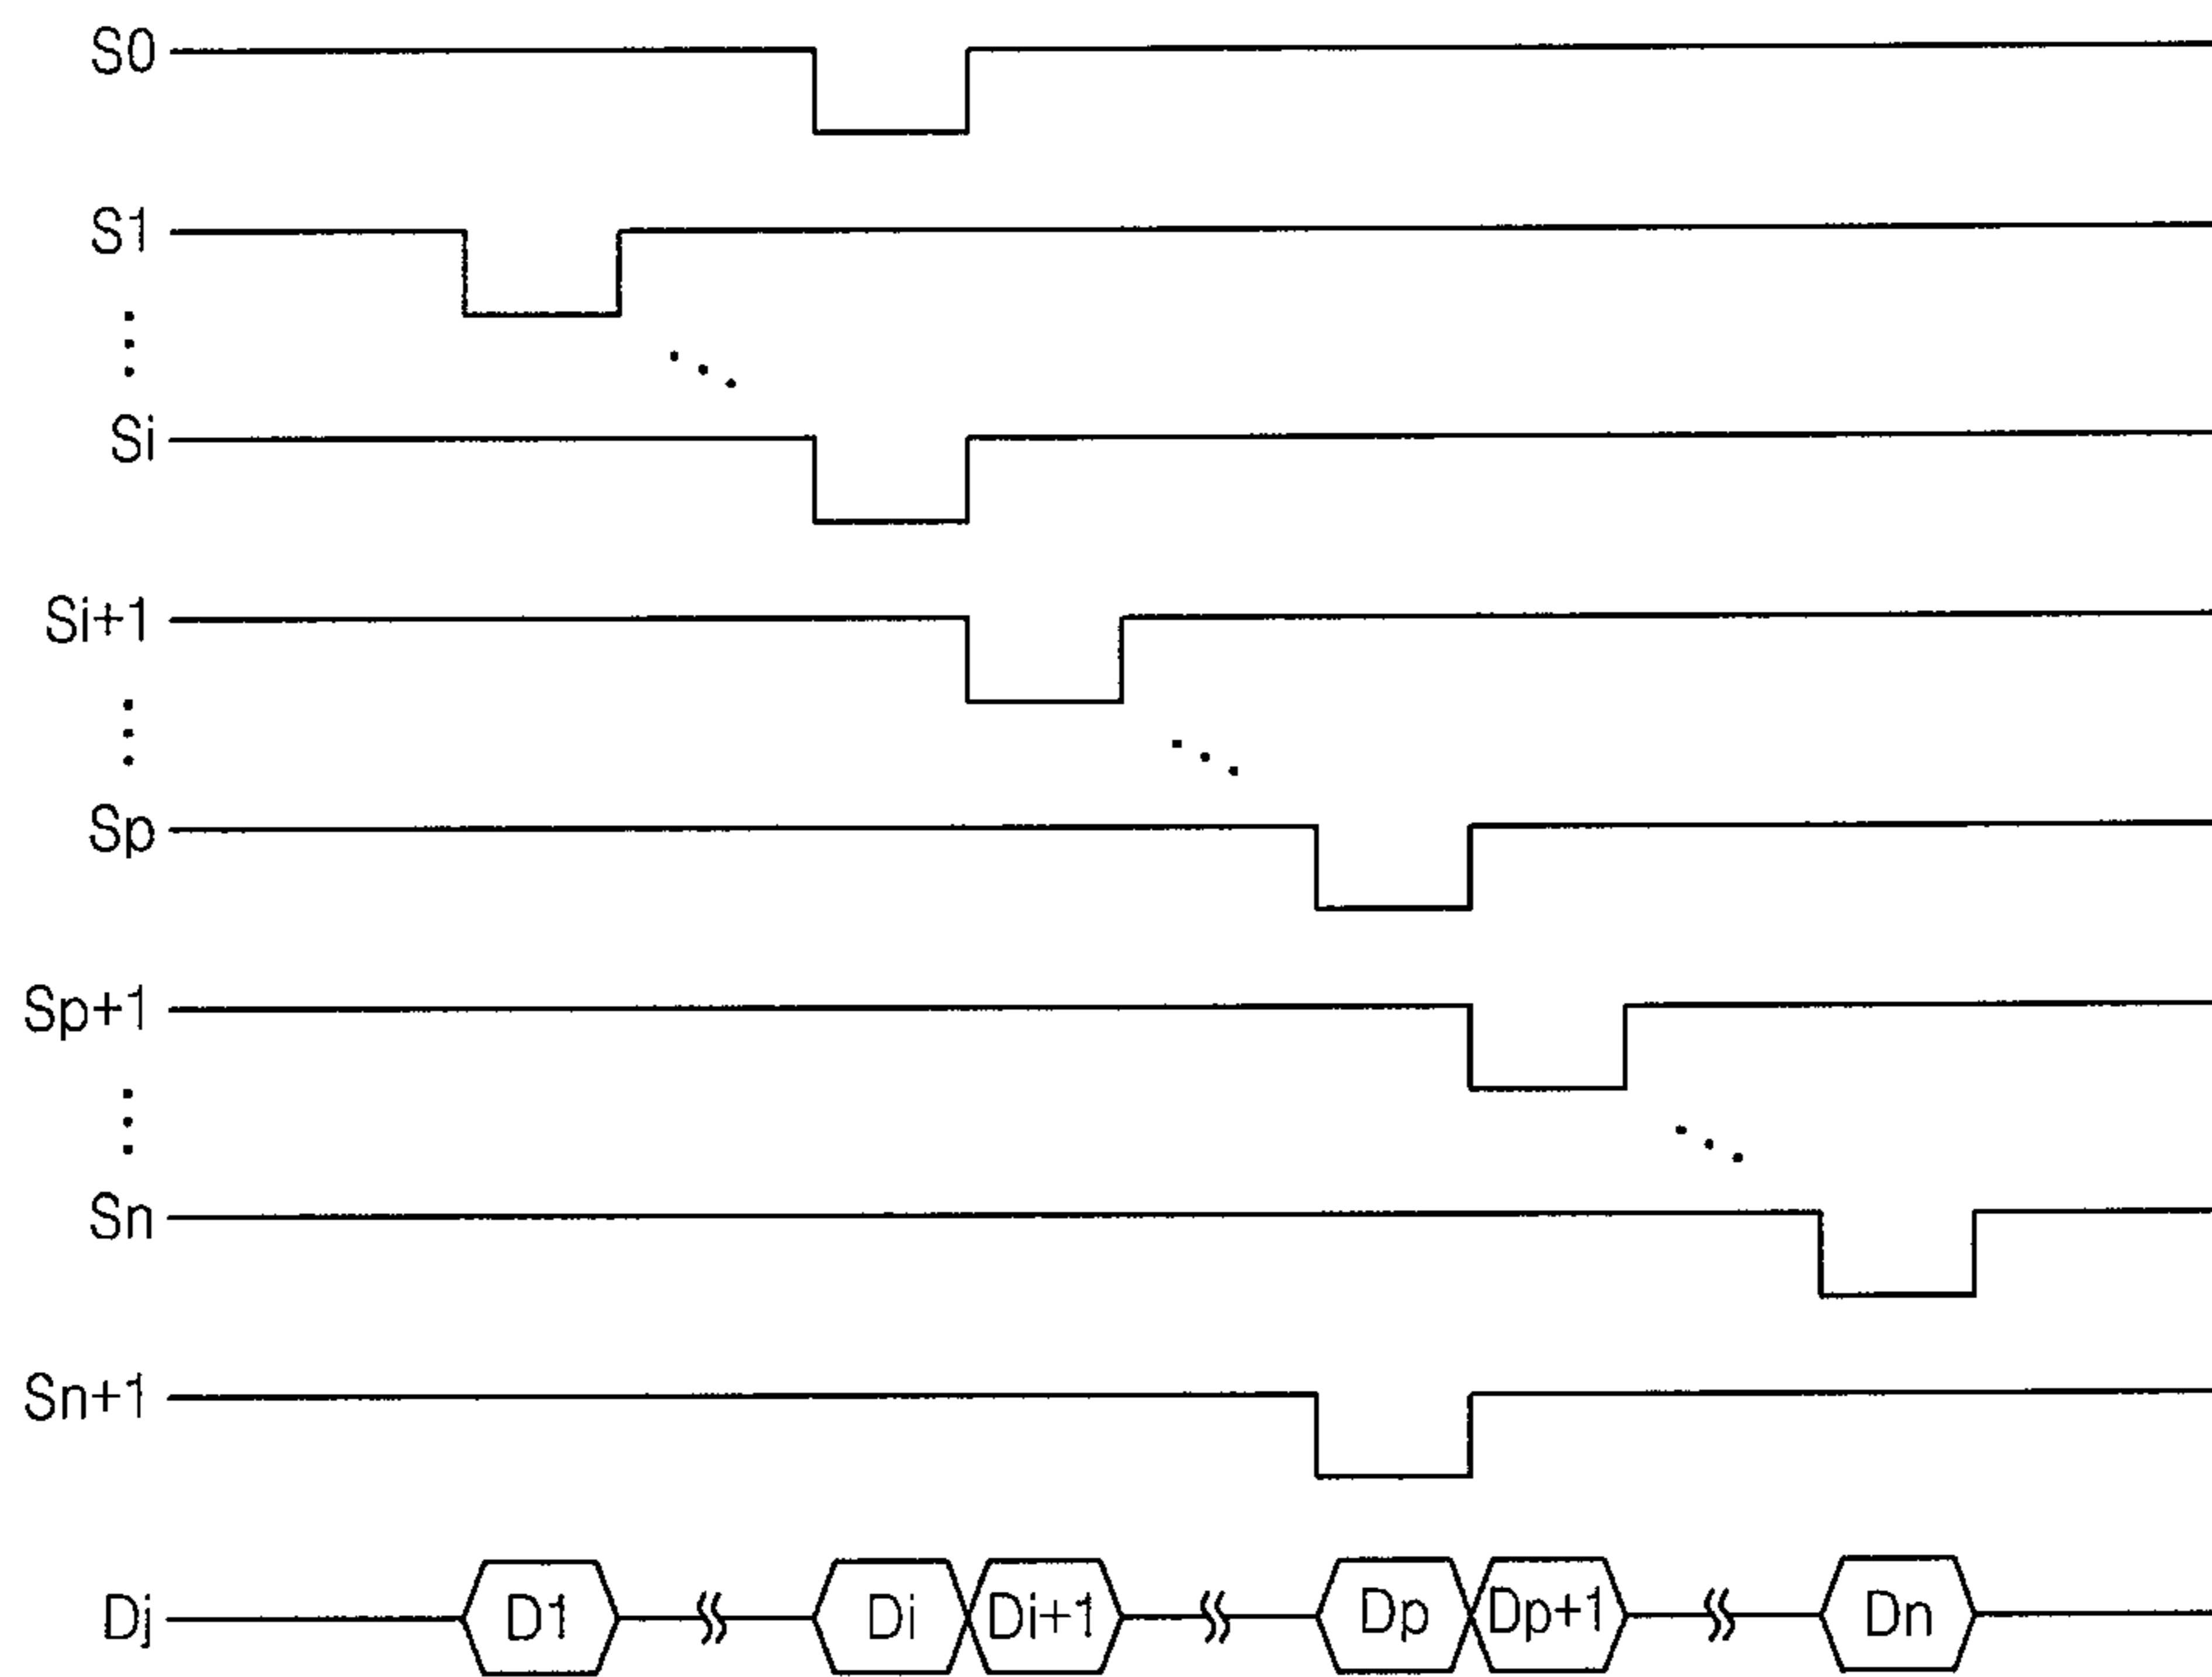 S0
S1
Si
Si+1
Sp
Sp+1
Sn
Sn+1
Dj D1 Di Di+1 Dp Dp+1 Dn